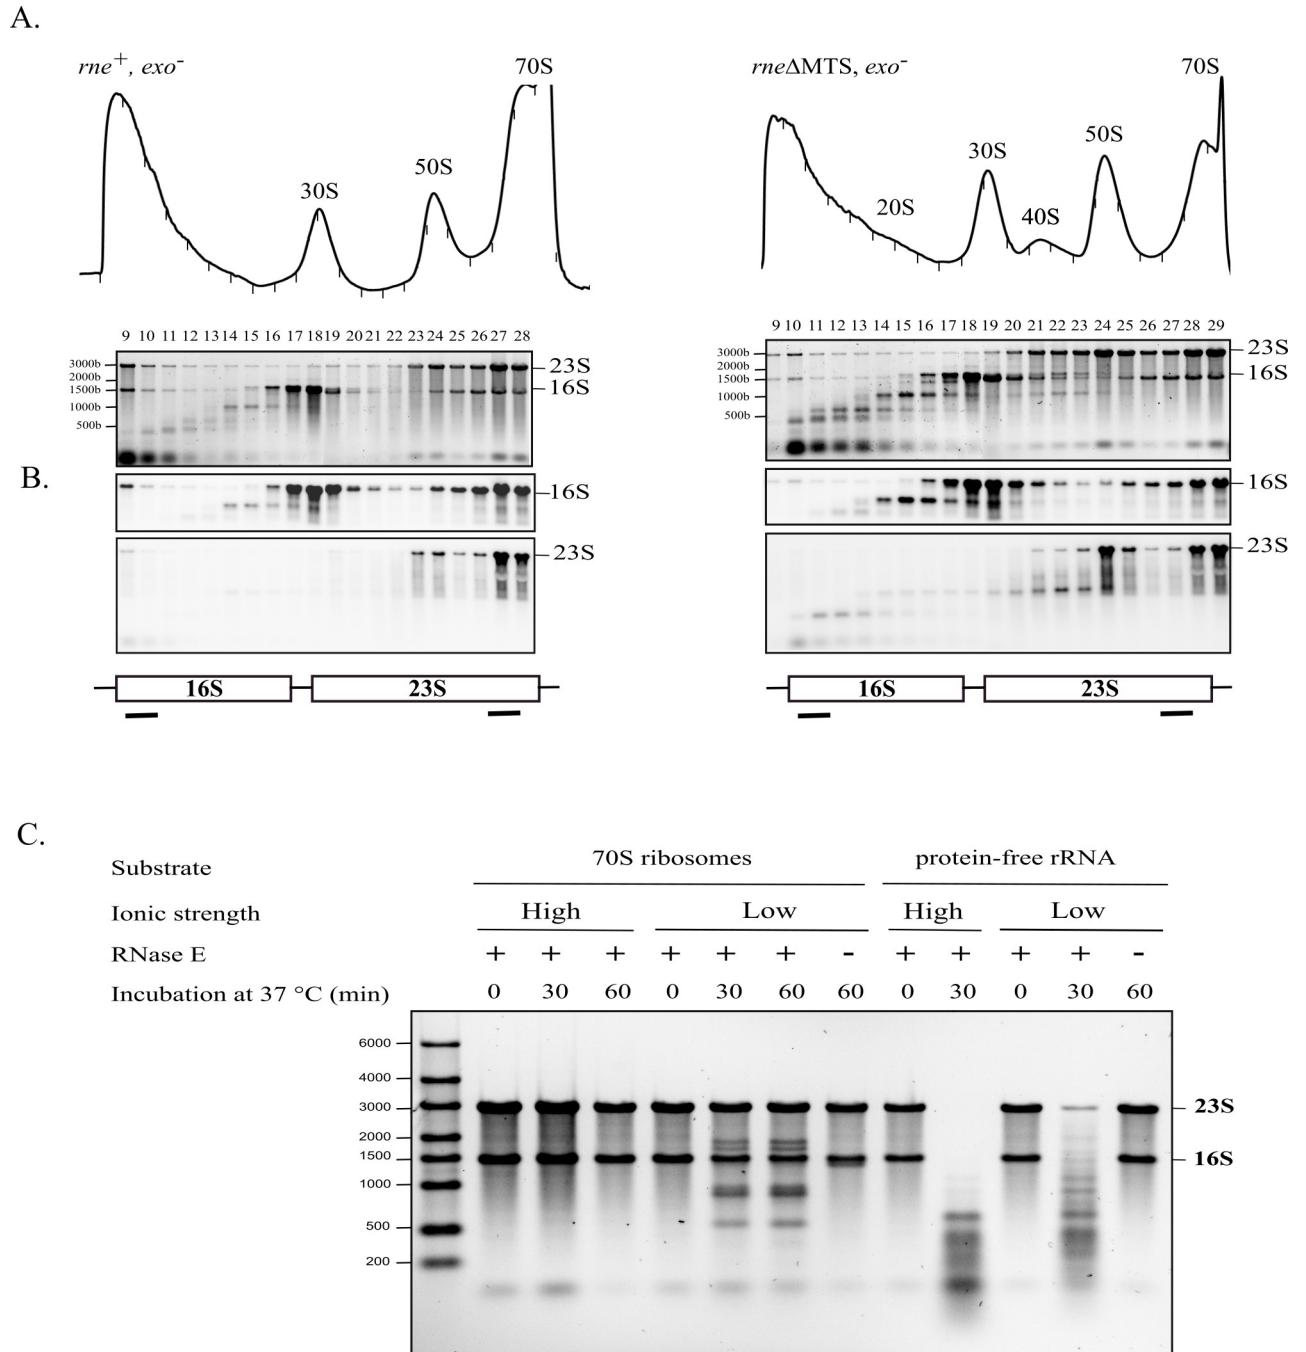 A.
rne+, exo-
70S
50S
30S
rneΔMTS, exo-
70S
50S
30S
40S
20S
9 10 11 12 13 14 15 16 17 18 19 20 21 22 23 24 25 26 27 28
3000b
2000b
1500b
1000b
500b
23S
16S
9 10 11 12 13 14 15 16 17 18 19 20 21 22 23 24 25 26 27 28 29
3000b
2000b
1500b
1000b
500b
23S
16S
B.
16S
23S
16S
23S
16S 23S
16S 23S
C.
Substrate 70S ribosomes protein-free rRNA
Ionic strength High Low High Low
RNase E + + + + + + - + + + + -
Incubation at 37 °C (min) 0 30 60 0 30 60 60 0 30 0 30 60
6000
4000
3000
2000
1500
1000
500
200
23S
16S